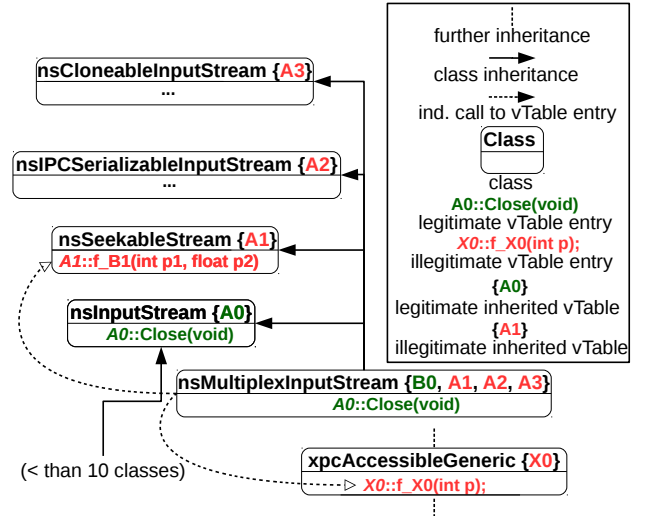 nsCloneableInputStream {A3}
...
nsIPCSerializableInputStream {A2}
...
nsSeekableStream {A1}
A1::f_B1(int p1, float p2)
nsInputStream {A0}
A0::Close(void)
nsMultiplexInputStream {B0, A1, A2, A3}
A0::Close(void)
(< than 10 classes)
xpcAccessibleGeneric {X0}
X0::f_X0(int p);
further inheritance
class inheritance
ind. call to vTable entry
Class
class
A0::Close(void)
legitimate vTable entry
X0::f_X0(int p);
illegitimate vTable entry
{A0}
legitimate inherited vTable
{A1}
illegitimate inherited vTable